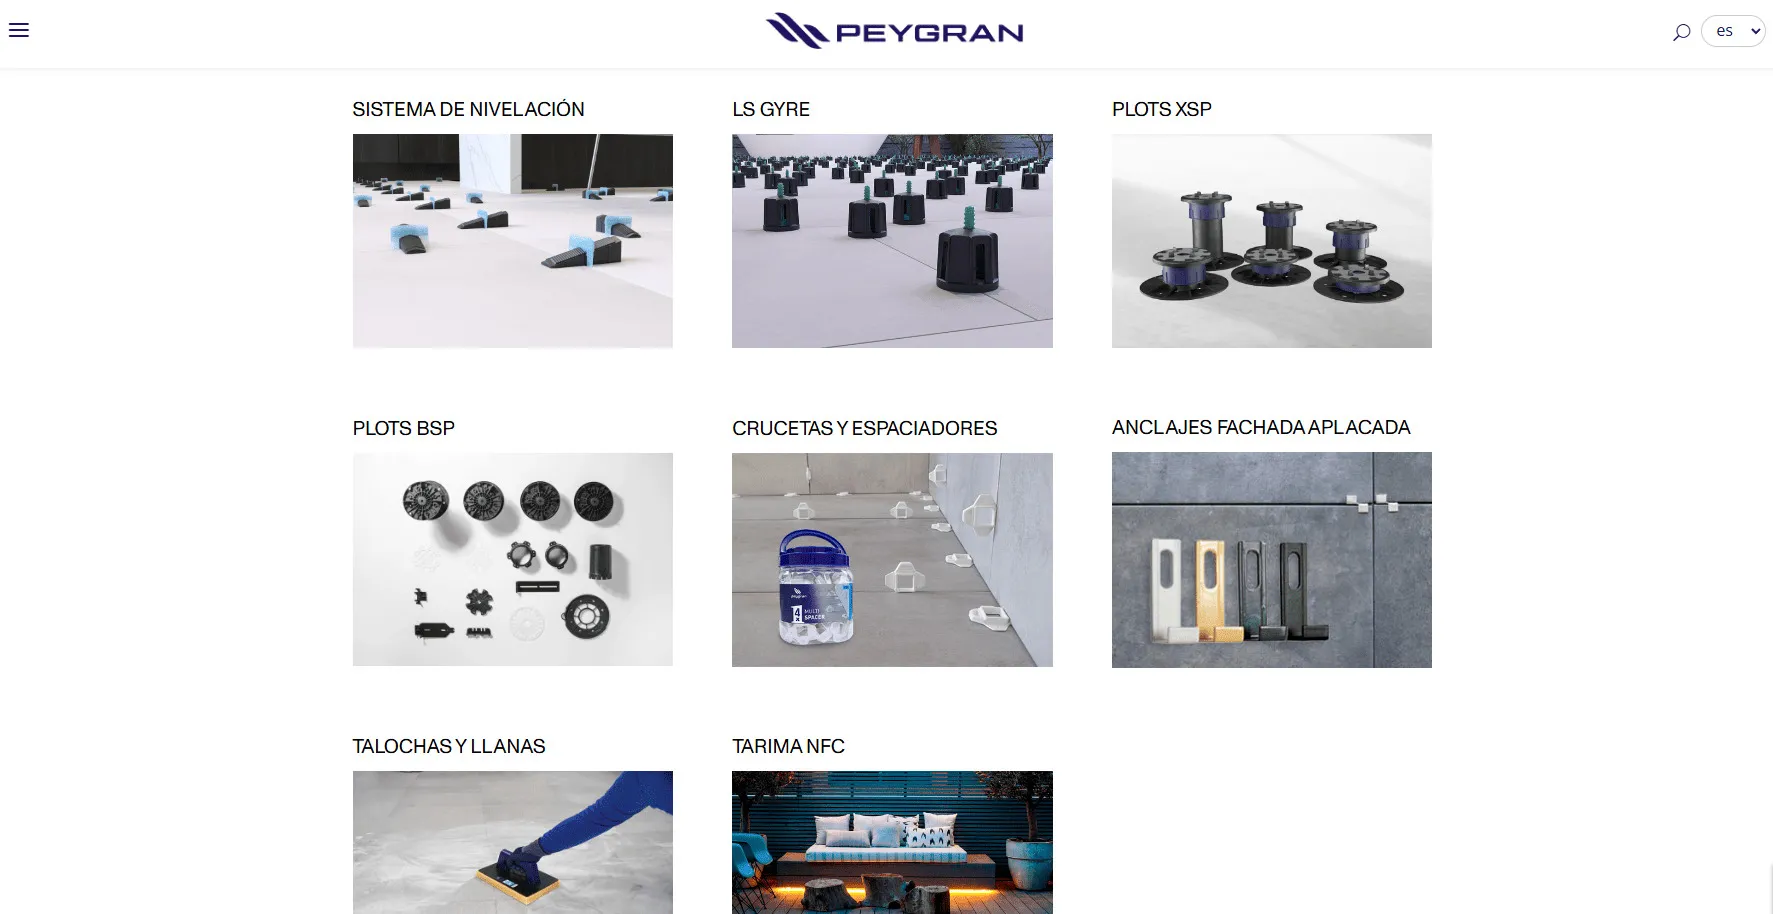 PEYGRAN
es
SISTEMA DE NIVELACIÓN
LS GYRE
PLOTS XSP
PLOTS BSP
CRUCETAS Y ESPACIADORES
ANCLAJES FACHADA APLACADA
peygran
MULTI
SPACER
TALOCHAS Y LLANAS
TARIMA NFC